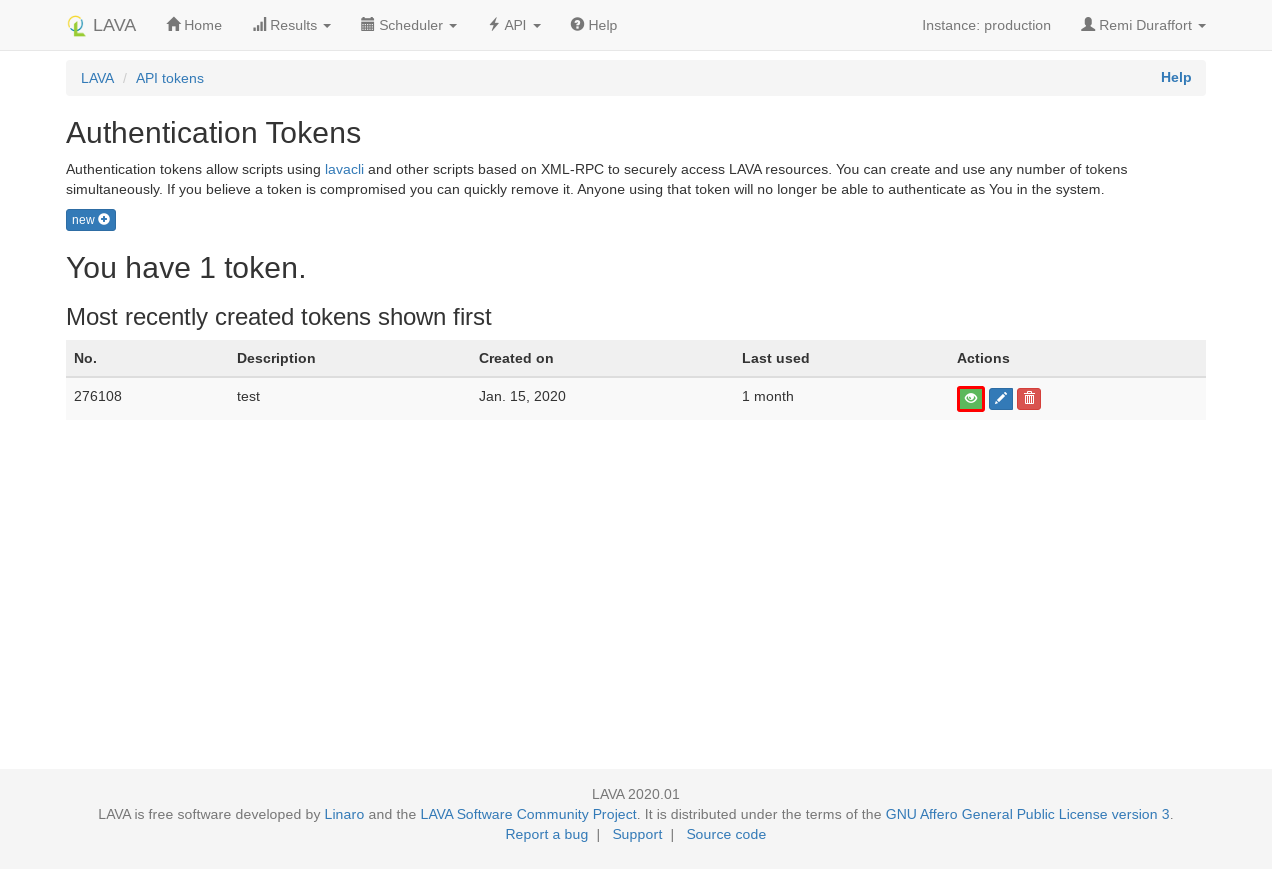 LAVA Home Results Scheduler API Help Instance: production Remi Duraffort
LAVA / API tokens Help
Authentication Tokens
Authentication tokens allow scripts using lavacli and other scripts based on XML-RPC to securely access LAVA resources. You can create and use any number of tokens
simultaneously. If you believe a token is compromised you can quickly remove it. Anyone using that token will no longer be able to authenticate as You in the system.
new
You have 1 token.
Most recently created tokens shown first
No. Description Created on Last used Actions
276108 test Jan. 15, 2020 1 month
LAVA 2020.01
LAVA is free software developed by Linaro and the LAVA Software Community Project. It is distributed under the terms of the GNU Affero General Public License version 3.
Report a bug | Support | Source code